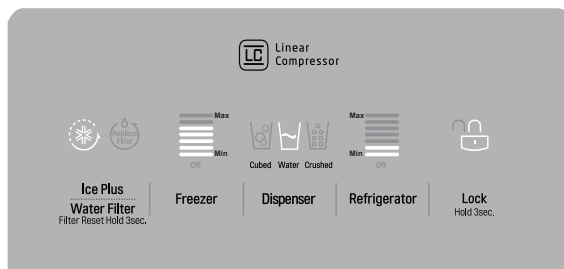 LC Linear
Compressor
Replace
Filter
Max
Min
Off
Cubed Water Crushed
Max
Min
Off
Ice Plus
Water Filter
Filter Reset Hold 3sec.
Freezer
Dispenser
Refrigerator
Lock
Hold 3sec.